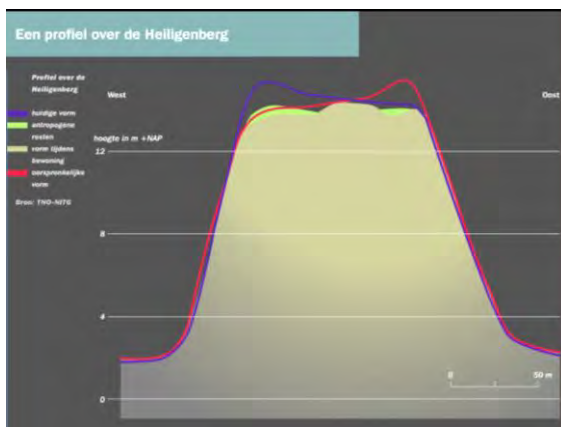 Een profiel over de Heiligenberg
Profiel over de
Heiligenberg
huidige vorm
antropogene
resten
vorm tijdens
bewoning
oorspronkelijke
vorm
Bron: TNO-NITG
West
Oost
hoogte in m +NAP
12
8
4
0
0
50 m